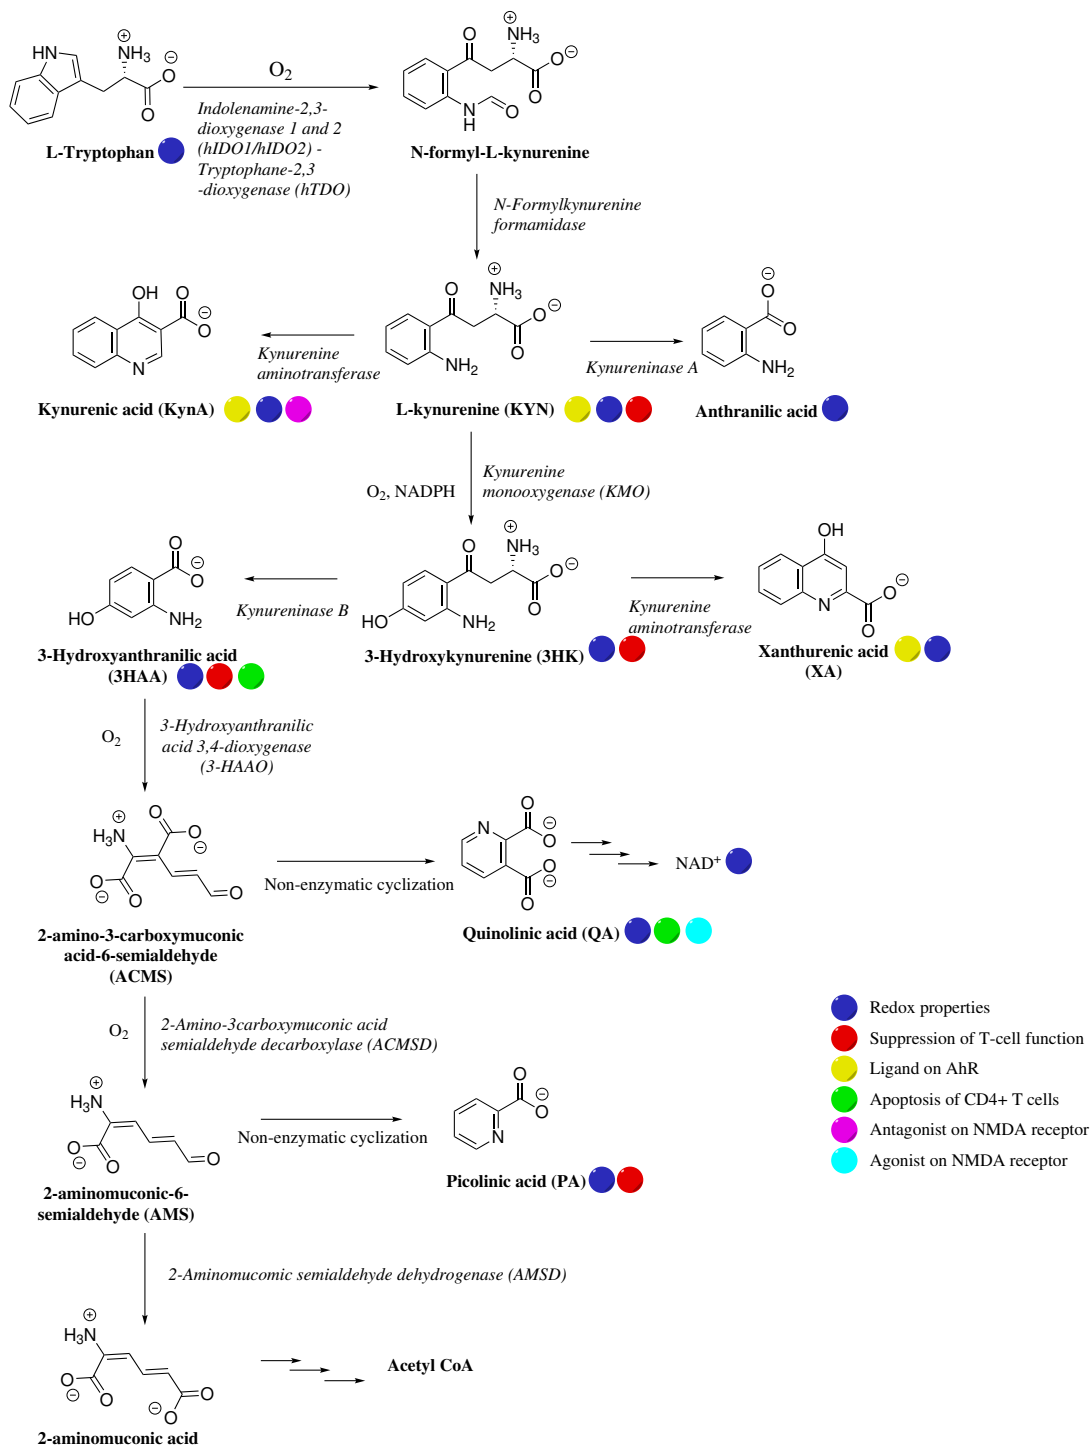 L-Tryptophan
O2
Indolenamine-2,3-
dioxygenase 1 and 2
(hIDO1/hIDO2) -
Tryptophane-2,3
-dioxygenase (hTDO)
N-formyl-L-kynurenine
N-Formylkynurenine
formamidase
Kynurenic acid (KynA)
Kynurenine
aminotransferase
L-kynurenine (KYN)
Kynureninase A
Anthranilic acid
O2, NADPH
Kynurenine
monooxygenase (KMO)
3-Hydroxyanthranilic acid
(3HAA)
Kynureninase B
3-Hydroxykynurenine (3HK)
Kynurenine
aminotransferase
Xanthurenic acid
(XA)
O2
3-Hydroxyanthranilic
acid 3,4-dioxygenase
(3-HAAO)
2-amino-3-carboxymuconic
acid-6-semialdehyde
(ACMS)
Non-enzymatic cyclization
Quinolinic acid (QA)
NAD+
O2
2-Amino-3carboxymuconic acid
semialdehyde decarboxylase (ACMSD)
2-aminomuconic-6-
semialdehyde (AMS)
Non-enzymatic cyclization
Picolinic acid (PA)
Redox properties
Suppression of T-cell function
Ligand on AhR
Apoptosis of CD4+ T cells
Antagonist on NMDA receptor
Agonist on NMDA receptor
2-Aminomucomic semialdehyde dehydrogenase (AMSD)
2-aminomuconic acid
Acetyl CoA